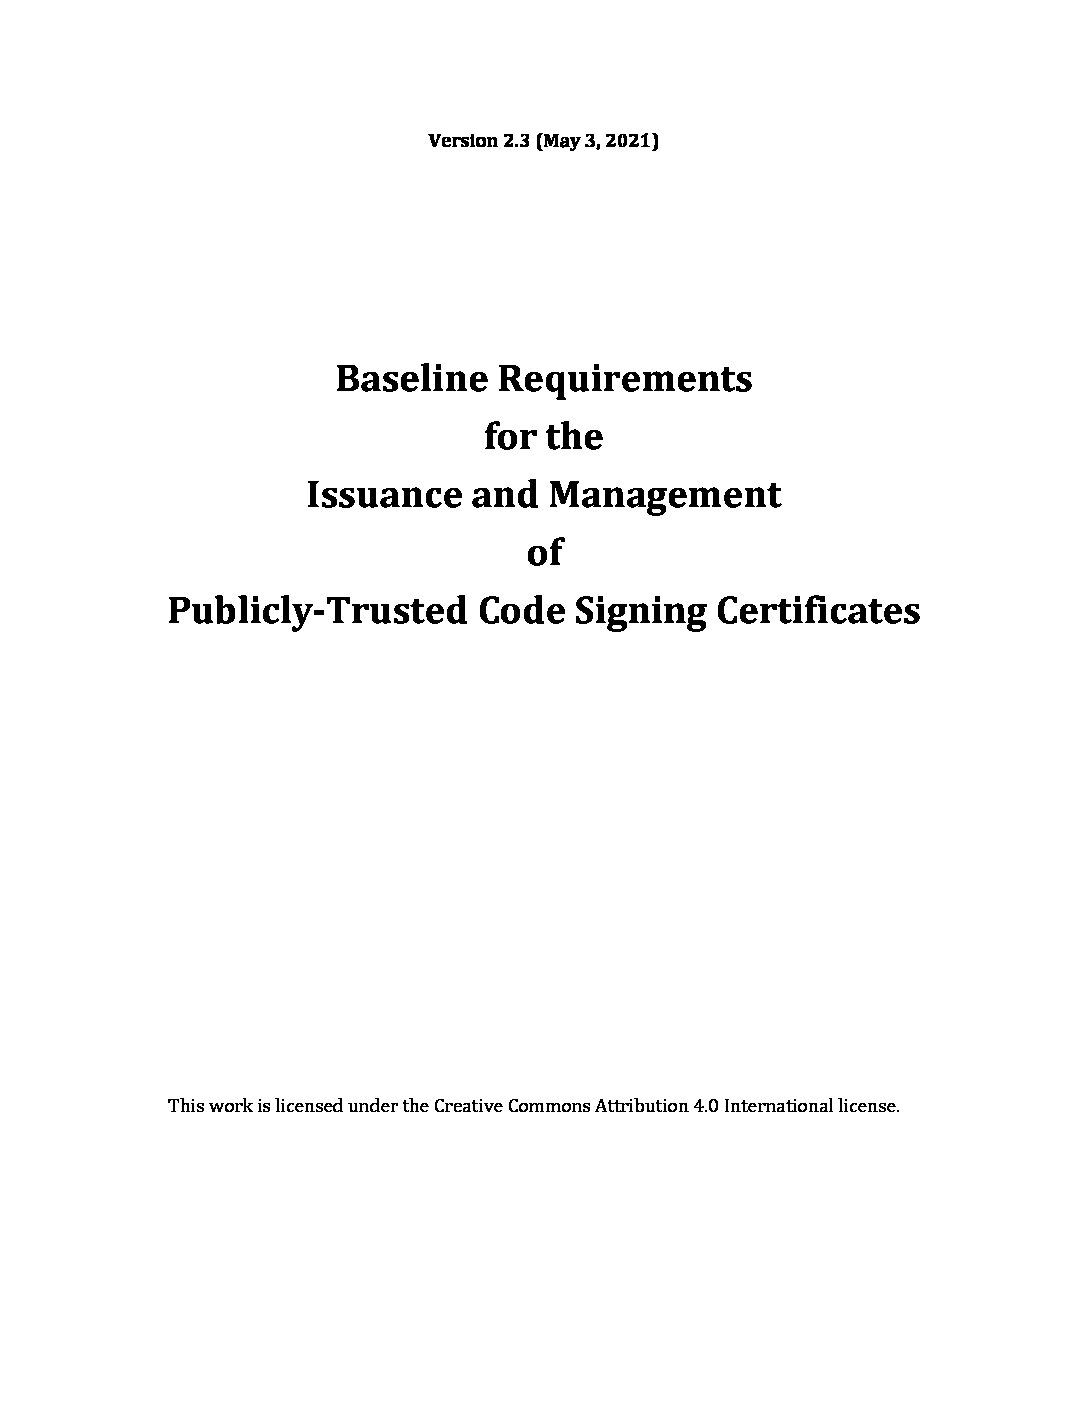 Version 2.3 (May 3, 2021)
Baseline Requirements
for the
Issuance and Management
of
Publicly-Trusted Code Signing Certificates
This work is licensed under the Creative Commons Attribution 4.0 International license.